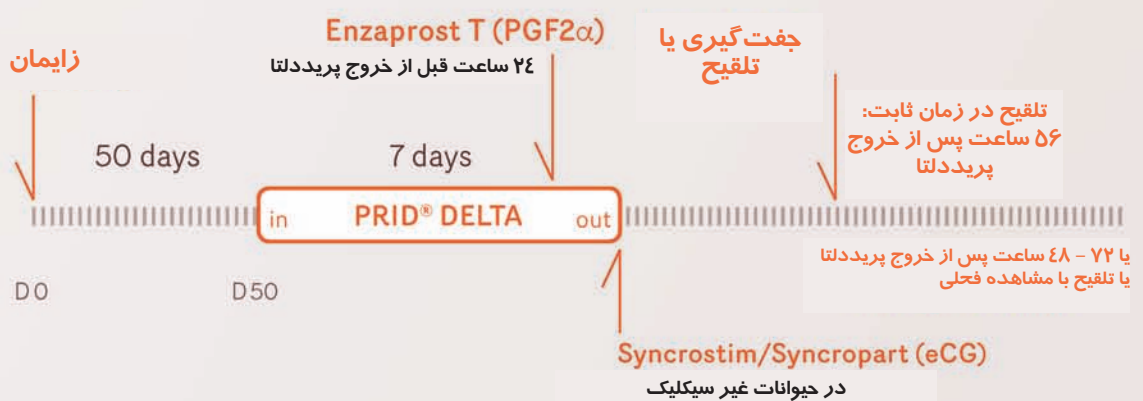 Enzaprost T (PGF2α)
۲٤ ساعت قبل از خروج پریددلتا
جفت‌گیری یا
تلقیح
زایمان
تلقیح در زمان ثابت:
۵۶ ساعت پس از خروج
پریددلتا
50 days
7 days
in
PRID® DELTA
out
یا ۷۲ – ٤۸ ساعت پس از خروج پریددلتا
یا تلقیح با مشاهده فحلی
D0
D50
Syncrostim/Syncropart (eCG)
در حیوانات غیر سیکلیک